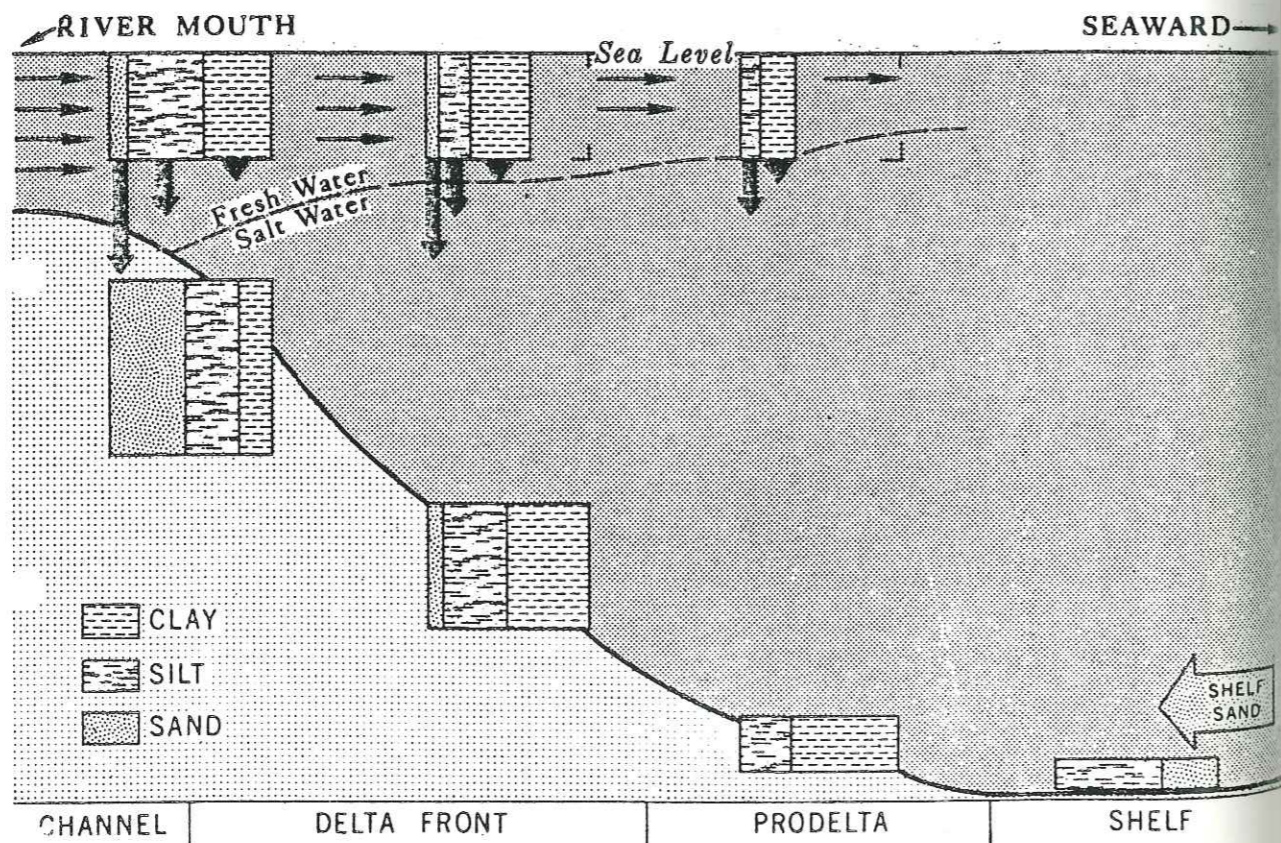 RIVER MOUTH
SEAWARD
Sea Level
Fresh Water
Salt Water
CLAY
SILT
SAND
SHELF
SAND
CHANNEL DELTA FRONT PRODELTA SHELF